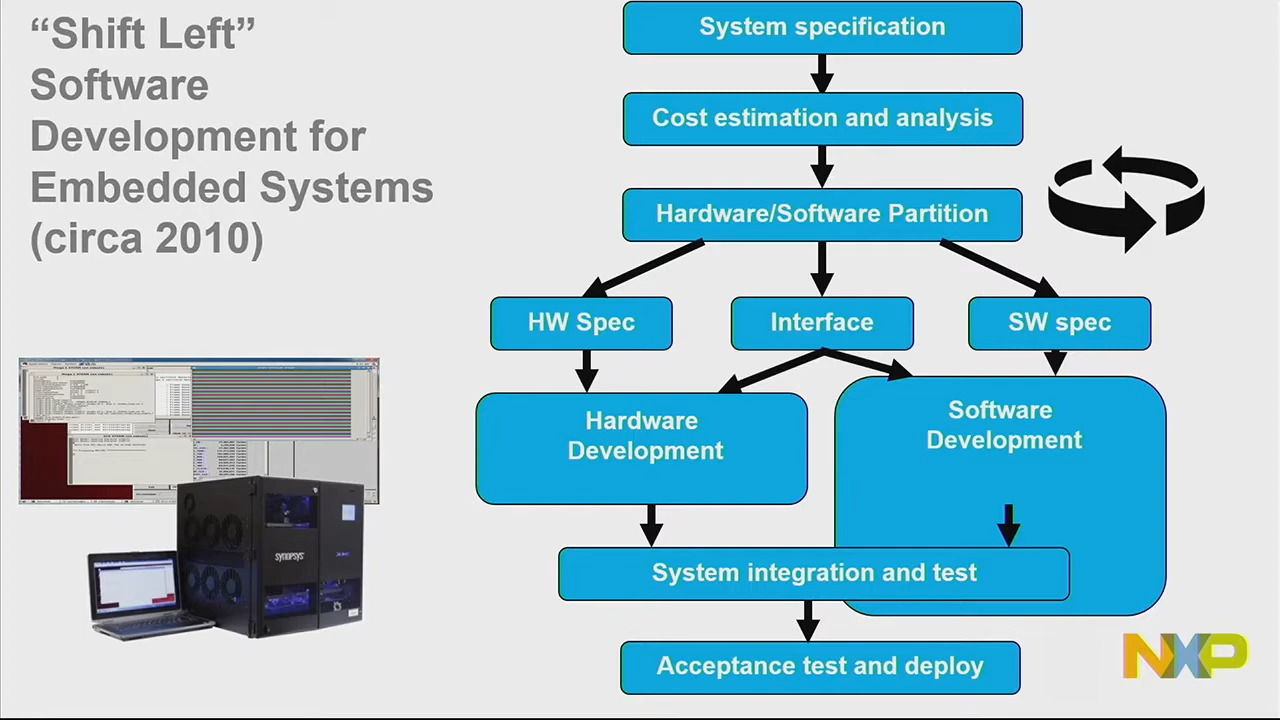 “Shift Left”
Software
Development for
Embedded Systems
(circa 2010)
System specification
Cost estimation and analysis
Hardware/Software Partition
HW Spec
Interface
SW spec
Hardware
Development
Software
Development
System integration and test
Acceptance test and deploy
SYNOPSYS
NXP